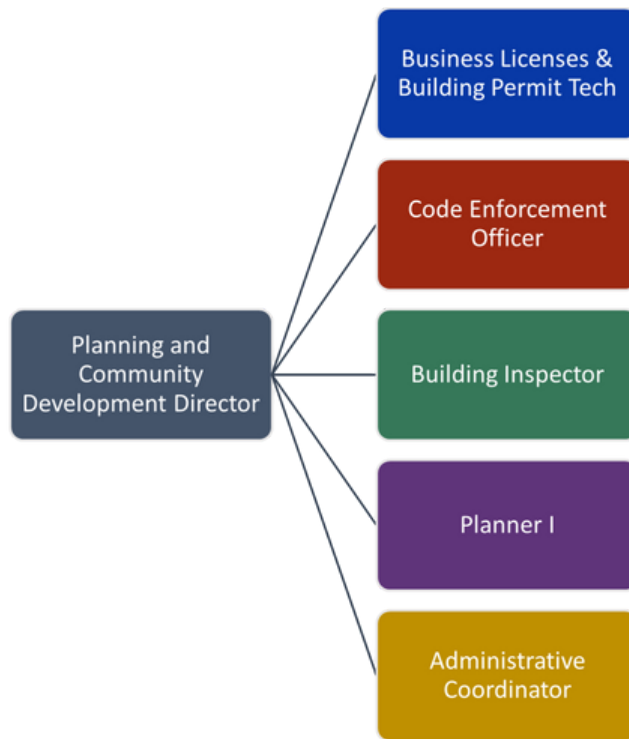 Business Licenses &
Building Permit Tech
Code Enforcement
Officer
Planning and
Community
Development Director
Building Inspector
Planner I
Administrative
Coordinator